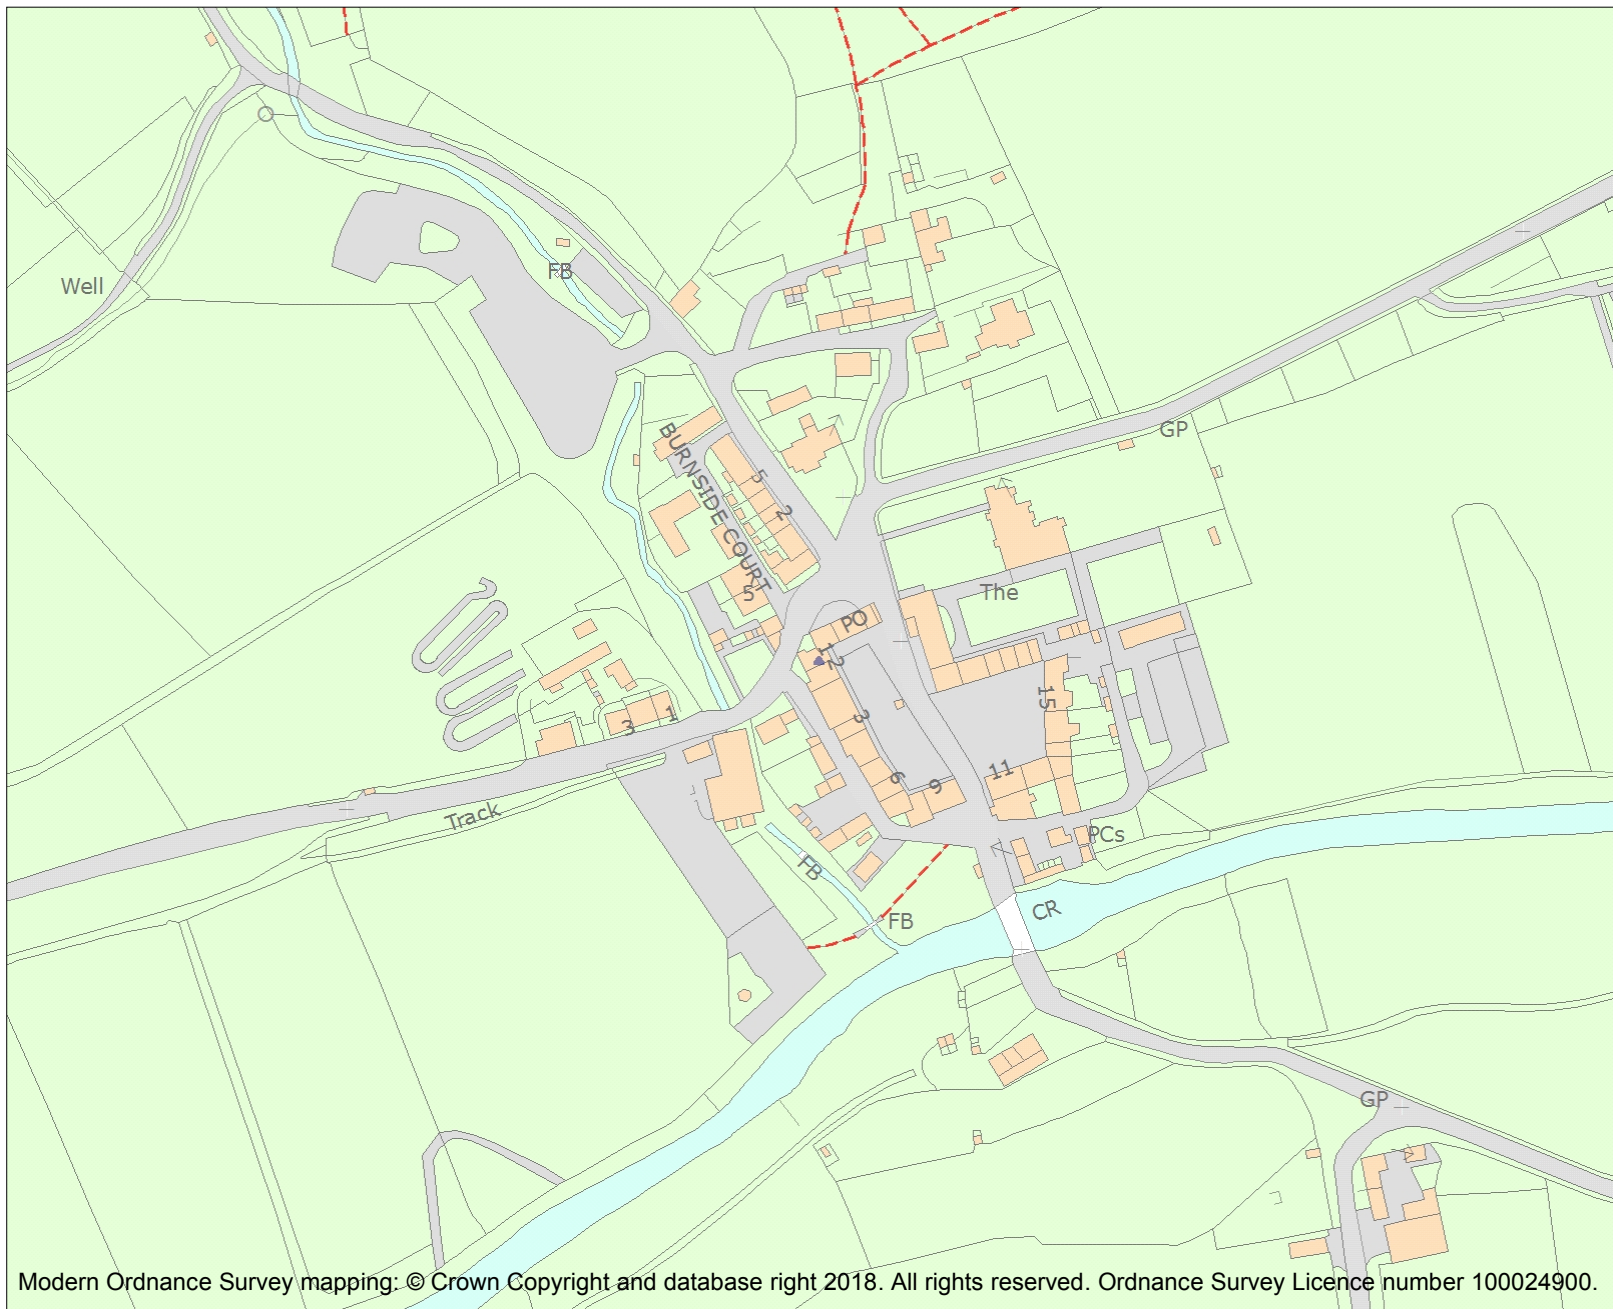 Well
FB
GP
BURNSIDE COURT
5
2
5
The
PO
12
15
3
1
3
6
9
11
Track
PCs
FB
FB
CR
GP
Modern Ordnance Survey mapping: © Crown Copyright and database right 2018. All rights reserved. Ordnance Survey Licence number 100024900.